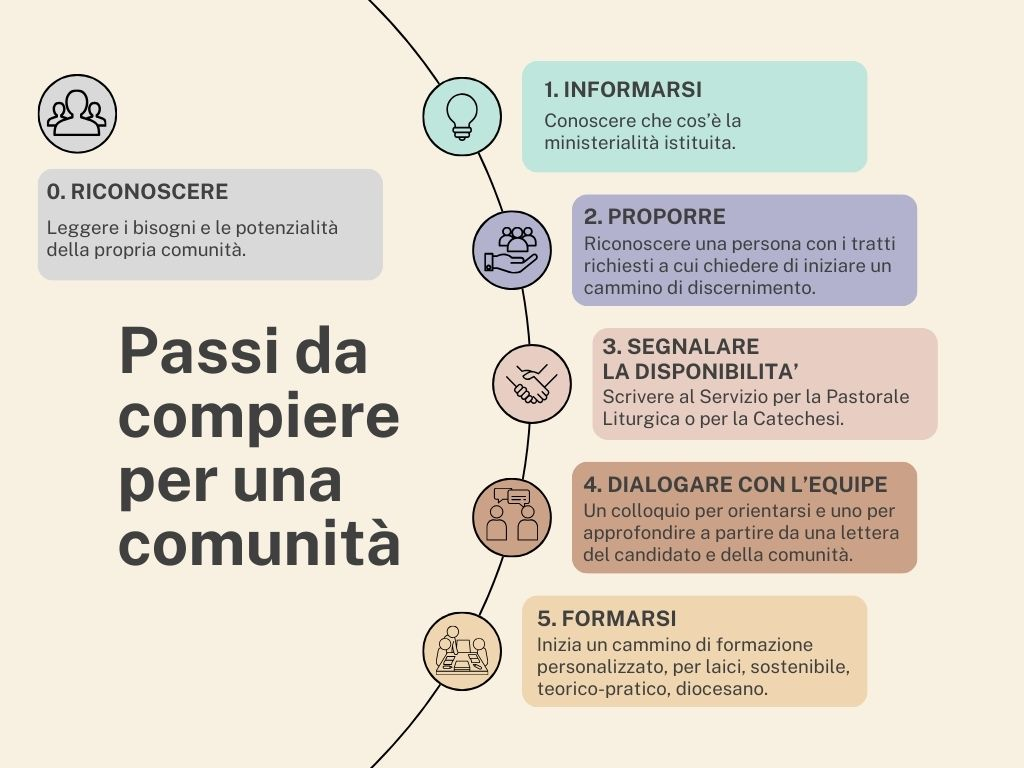 0. RICONOSCERE
Leggere i bisogni e le potenzialità
della propria comunità.
Passi da
compiere
per una
comunità
1. INFORMARSI
Conoscere che cos’è la
ministerialità istituita.
2. PROPORRE
Riconoscere una persona con i tratti
richiesti a cui chiedere di iniziare un
cammino di discernimento.
3. SEGNALARE
LA DISPONIBILITA’
Scrivere al Servizio per la Pastorale
Liturgica o per la Catechesi.
4. DIALOGARE CON L’EQUIPE
Un colloquio per orientarsi e uno per
approfondire a partire da una lettera
del candidato e della comunità.
5. FORMARSI
Inizia un cammino di formazione
personalizzato, per laici, sostenibile,
teorico-pratico, diocesano.